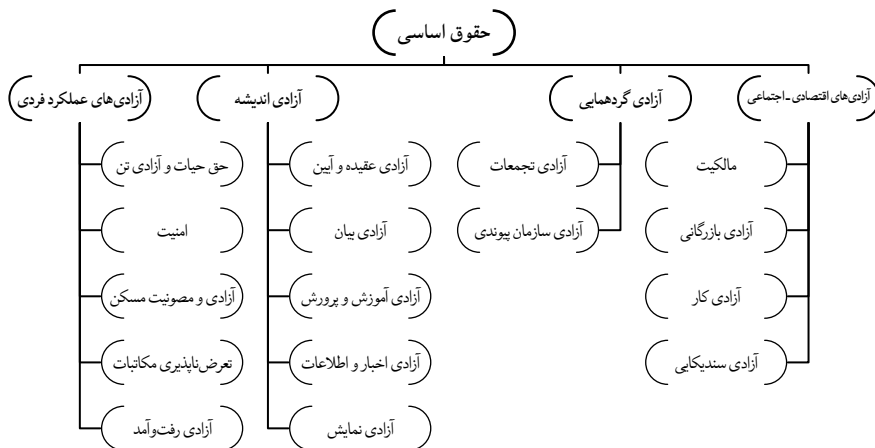 حقوق اساسی
آزادی‌های اقتصادی-اجتماعی
مالکیت
آزادی بازرگانی
آزادی کار
آزادی سندیکایی
آزادی گردهمایی
آزادی تجمعات
آزادی سازمان پیوندی
آزادی اندیشه
آزادی عقیده و آیین
آزادی بیان
آزادی آموزش و پرورش
آزادی اخبار و اطلاعات
آزادی نمایش
آزادی‌های عملکرد فردی
حق حیات و آزادی تن
امنیت
آزادی و مصونیت مسکن
تعرض‌ناپذیری مکاتبات
آزادی رفت‌وآمد